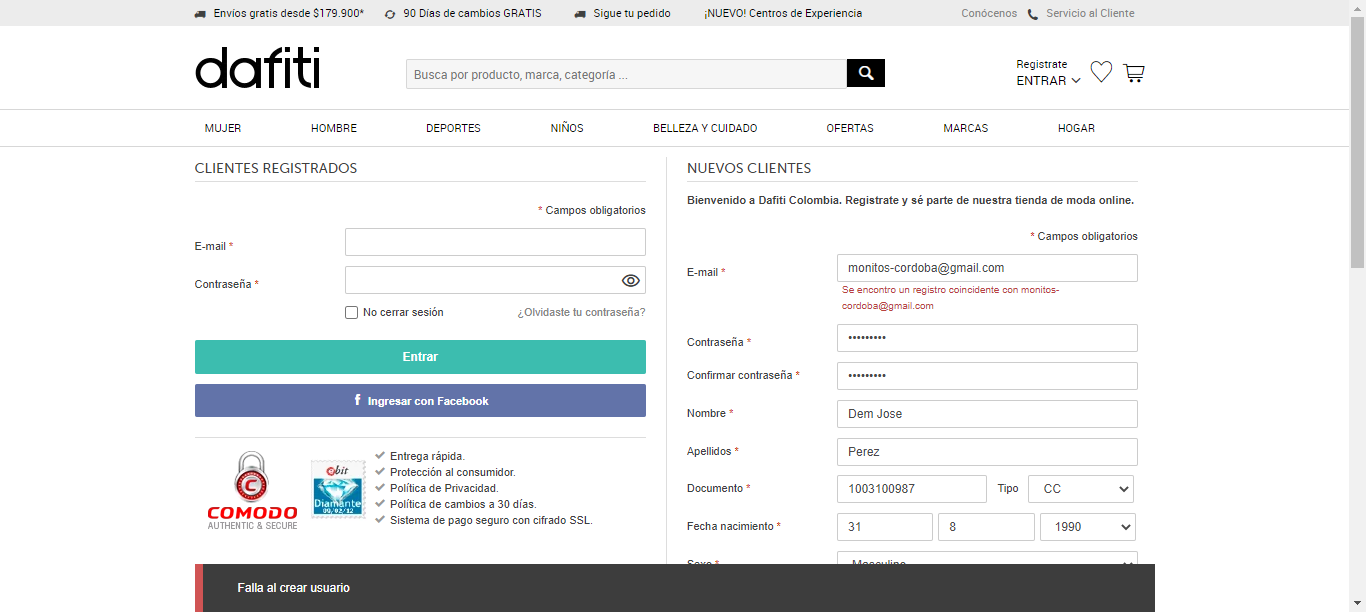 Envíos gratis desde $179.900*
90 Días de cambios GRATIS
Sigue tu pedido
¡NUEVO! Centros de Experiencia
Conócenos
Servicio al Cliente
dafiti
Busca por producto, marca, categoría ...
Registrate
ENTRAR
MUJER
HOMBRE
DEPORTES
NIÑOS
BELLEZA Y CUIDADO
OFERTAS
MARCAS
HOGAR
CLIENTES REGISTRADOS
* Campos obligatorios
E-mail *
Contraseña *
No cerrar sesión
¿Olvidaste tu contraseña?
Entrar
f Ingresar con Facebook
C
COMODO
AUTHENTIC & SECURE
ebit
Diamante
09/02/12
Entrega rápida.
Protección al consumidor.
Política de Privacidad.
Política de cambios a 30 días.
Sistema de pago seguro con cifrado SSL.
NUEVOS CLIENTES
Bienvenido a Dafiti Colombia. Registrate y sé parte de nuestra tienda de moda online.
* Campos obligatorios
E-mail *
monitos-cordoba@gmail.com
Se encontro un registro coincidente con monitos-
cordoba@gmail.com
Contraseña *
•••••••••
Confirmar contraseña *
•••••••••
Nombre *
Dem Jose
Apellidos *
Perez
Documento *
1003100987
Tipo
CC
Fecha nacimiento *
31
8
1990
Sexo *
Masculino
Falla al crear usuario